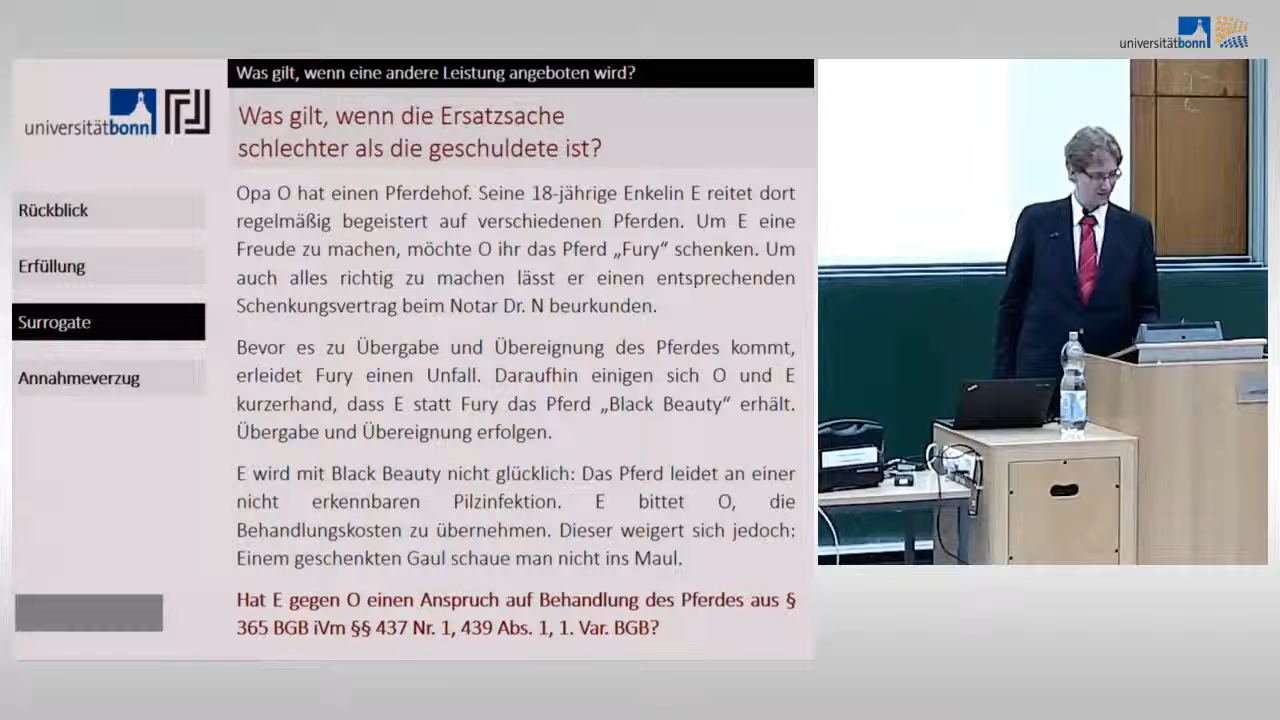 universitätbonn
Was gilt, wenn eine andere Leistung angeboten wird?
universitätbonn
Was gilt, wenn die Ersatzsache
schlechter als die geschuldete ist?
Rückblick
Erfüllung
Surrogate
Annahmeverzug
Opa O hat einen Pferdehof. Seine 18-jährige Enkelin E reitet dort
regelmäßig begeistert auf verschiedenen Pferden. Um E eine
Freude zu machen, möchte O ihr das Pferd „Fury“ schenken. Um
auch alles richtig zu machen lässt er einen entsprechenden
Schenkungsvertrag beim Notar Dr. N beurkunden.
Bevor es zu Übergabe und Übereignung des Pferdes kommt,
erleidet Fury einen Unfall. Daraufhin einigen sich O und E
kurzerhand, dass E statt Fury das Pferd „Black Beauty“ erhält.
Übergabe und Übereignung erfolgen.
E wird mit Black Beauty nicht glücklich: Das Pferd leidet an einer
nicht erkennbaren Pilzinfektion. E bittet O, die
Behandlungskosten zu übernehmen. Dieser weigert sich jedoch:
Einem geschenkten Gaul schaue man nicht ins Maul.
Hat E gegen O einen Anspruch auf Behandlung des Pferdes aus §
365 BGB iVm §§ 437 Nr. 1, 439 Abs. 1, 1. Var. BGB?